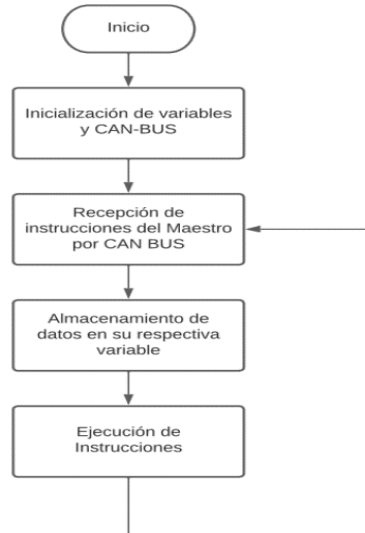 Inicio
Inicialización de variables
y CAN-BUS
Recepción de
instrucciones del Maestro
por CAN BUS
Almacenamiento de
datos en su respectiva
variable
Ejecución de
Instrucciones